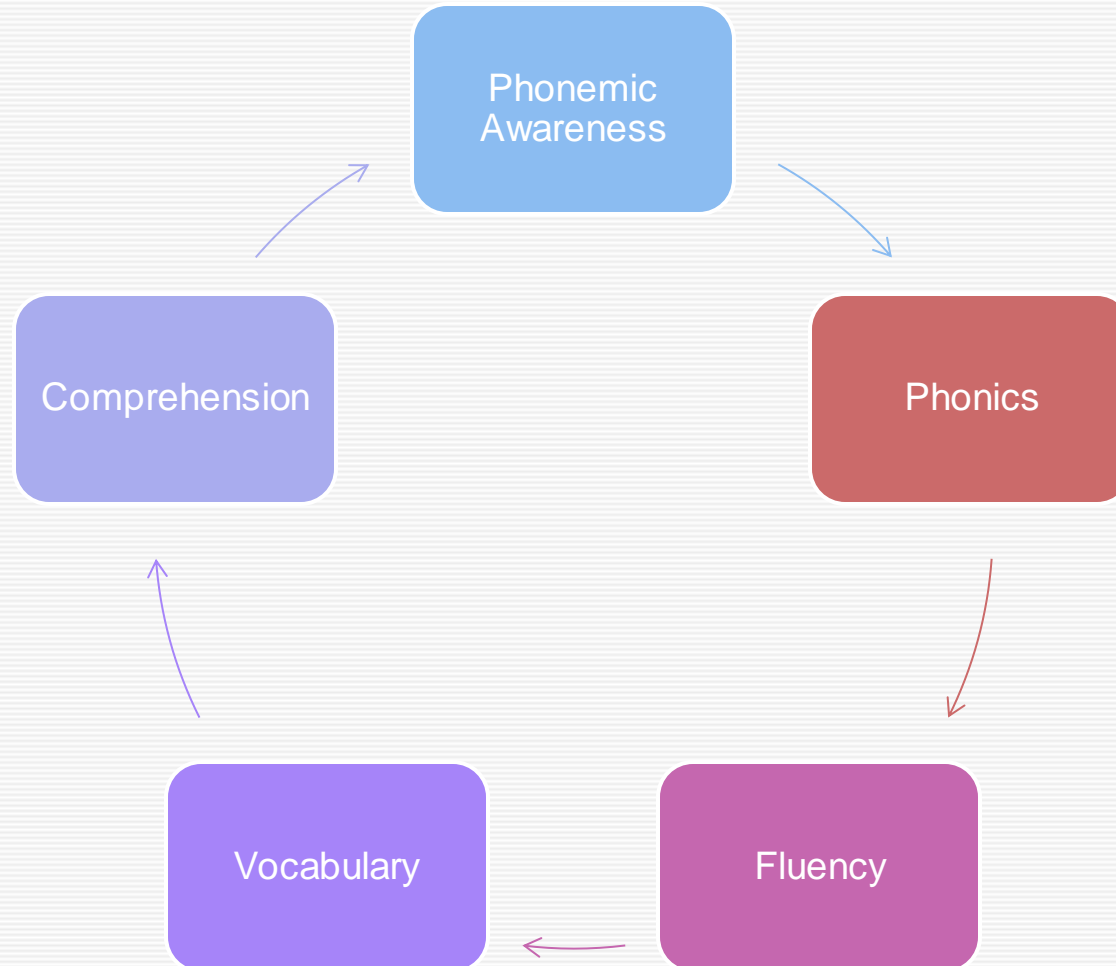 Phonemic
Awareness
Phonics
Fluency
Vocabulary
Comprehension